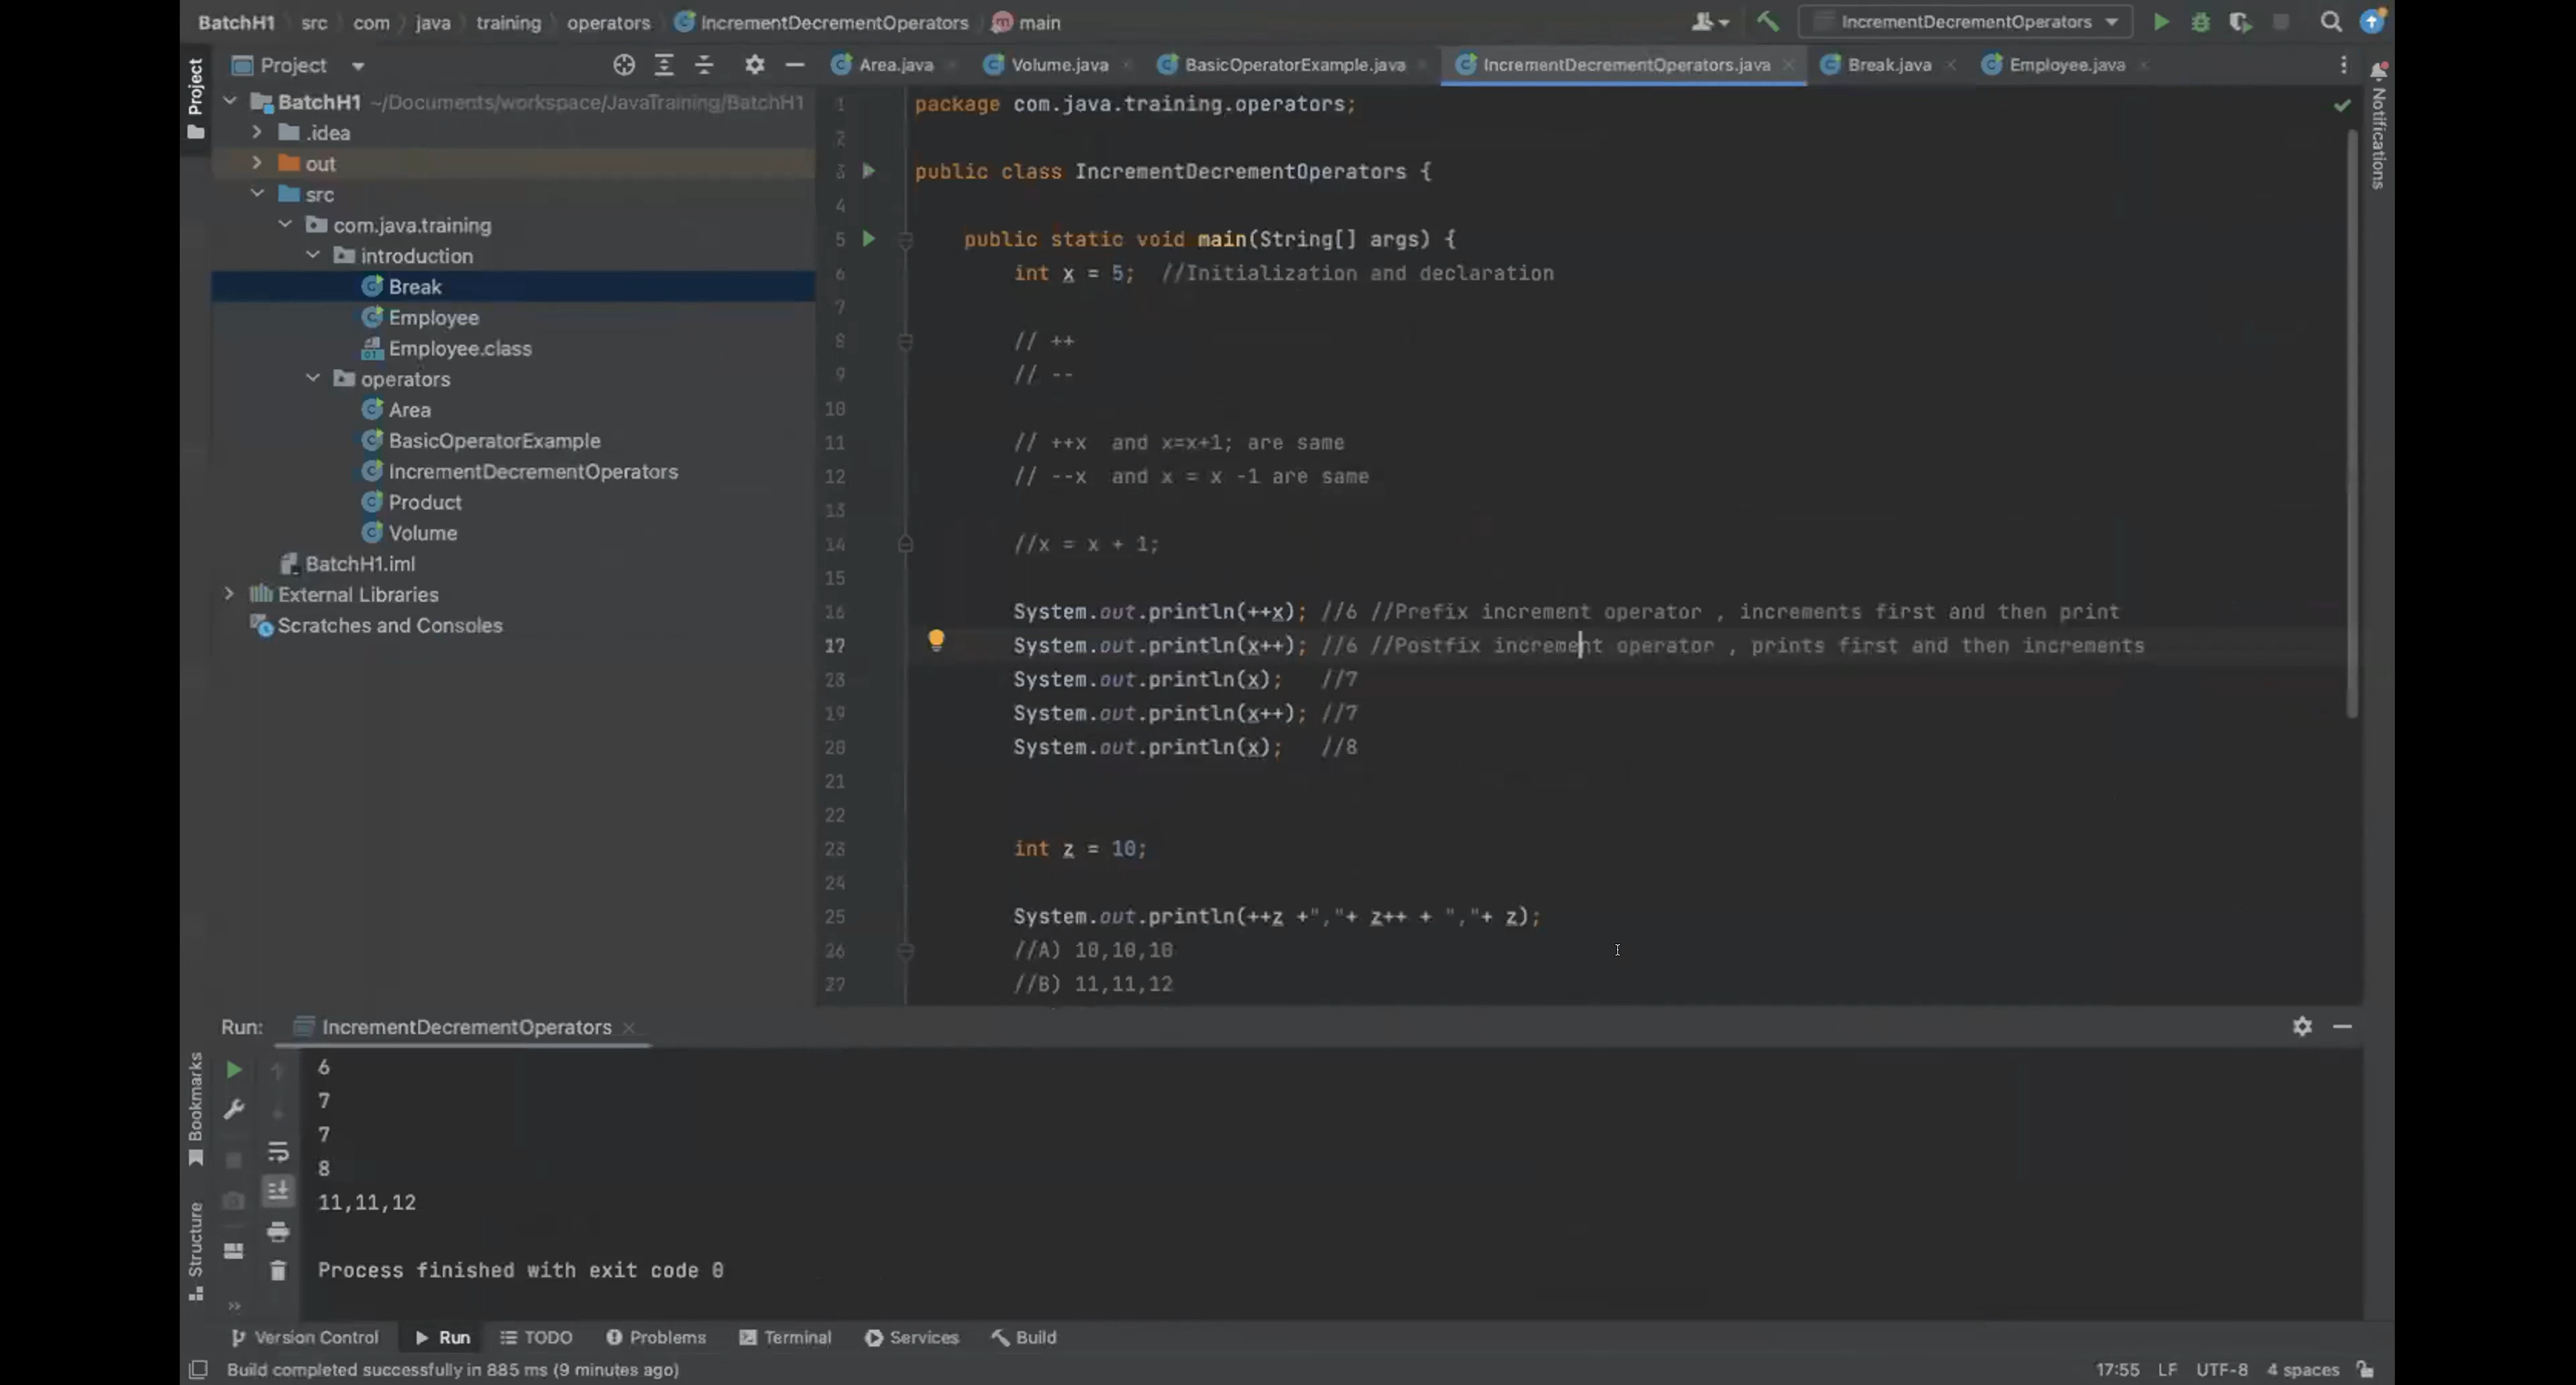 BatchH1 src com java training operators IncrementDecrementOperators main
IncrementDecrementOperators
Project
Project
Area.java
Volume.java
BasicOperatorExample.java
IncrementDecrementOperators.java
Break.java
Employee.java
Notifications
BatchH1 ~/Documents/workspace/JavaTraining/BatchH1
.idea
out
src
com.java.training
introduction
Break
Employee
Employee.class
operators
Area
BasicOperatorExample
IncrementDecrementOperators
Product
Volume
BatchH1.iml
External Libraries
Scratches and Consoles
1 package com.java.training.operators;
2
3 public class IncrementDecrementOperators {
4
5 public static void main(String[] args) {
6 int x = 5;  //Initialization and declaration
7
8 // ++
9 // --
10
11 // ++x  and x=x+1; are same
12 // --x  and x = x -1 are same
13
14 //x = x + 1;
15
16 System.out.println(++x); //6 //Prefix increment operator , increments first and then print
17 System.out.println(x++); //6 //Postfix increment operator , prints first and then increments
System.out.println(x);   //7
19 System.out.println(x++); //7
20 System.out.println(x);   //8
21
22
23 int z = 10;
24
25 System.out.println(++z +","+ z++ + ","+ z);
26 //A) 10,10,10
27 //B) 11,11,12
Run: IncrementDecrementOperators
6
7
7
8
11,11,12
Process finished with exit code 0
Bookmarks
Structure
Version Control Run TODO Problems Terminal Services Build
Build completed successfully in 885 ms (9 minutes ago)
17:55 LF UTF-8 4 spaces